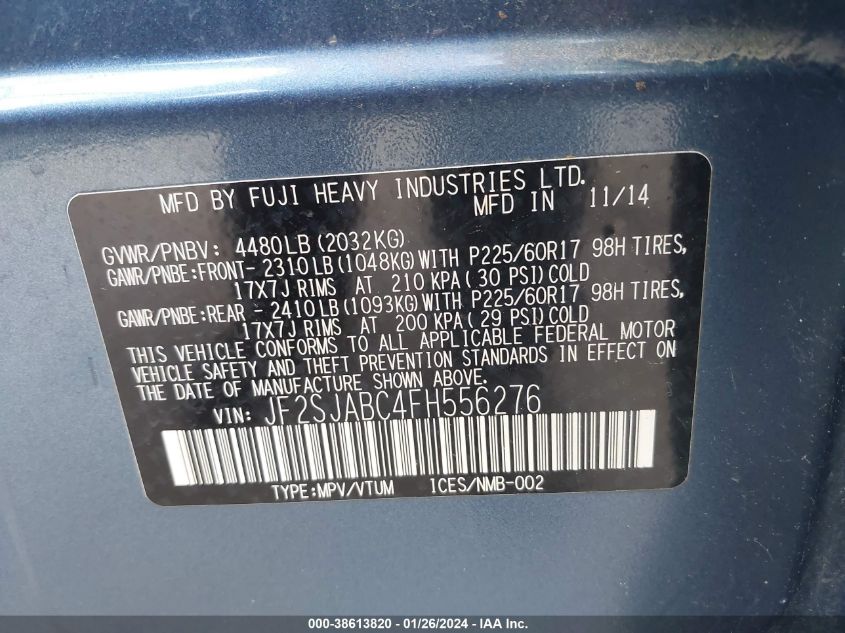 MFD BY FUJI HEAVY INDUSTRIES LTD.
MFD IN 11/14
GVWR/PNBV: 4480LB(2032KG)
GAWR/PNBE:FRONT- 2310LB(1048KG)WITH P225/60R17 98H TIRES,
17X7J RIMS AT 210 KPA(30 PSI)COLD
GAWR/PNBE:REAR - 2410LB(1093KG)WITH P225/60R17 98H TIRES,
17X7J RIMS AT 200 KPA(29 PSI)COLD
THIS VEHICLE CONFORMS TO ALL APPLICABLE FEDERAL MOTOR
VEHICLE SAFETY AND THEFT PREVENTION STANDARDS IN EFFECT ON
THE DATE OF MANUFACTURE SHOWN ABOVE.
VIN: JF2SJABC4FH556276
TYPE:MPV/VTUM ICES/NMB-002
000-38613820 - 01/26/2024 - IAA Inc.